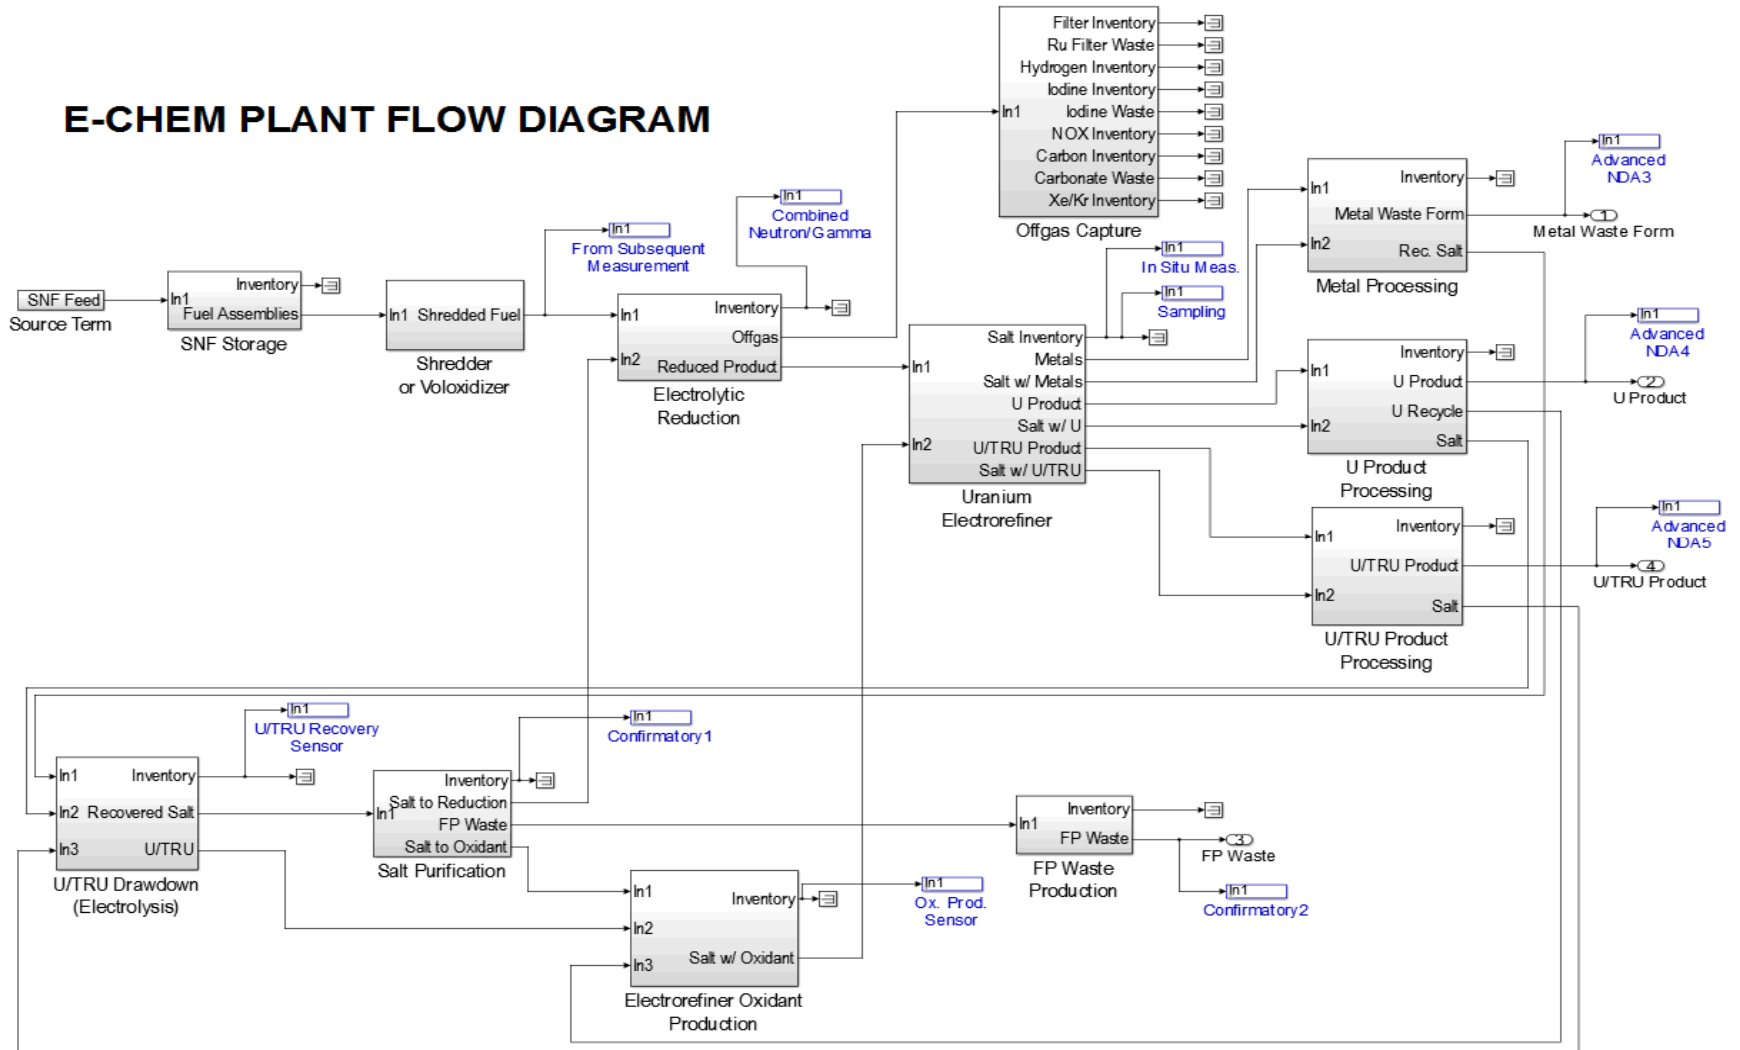 E-CHEM PLANT FLOW DIAGRAM
Filter Inventory
Ru Filter Waste
Hydrogen Inventory
Iodine Inventory
In1
Iodine Waste
NOX Inventory
Carbon Inventory
Carbonate Waste
Xe/Kr Inventory
Offgas Capture
In1
Advanced
NDA3
In1
Inventory
Metal Waste Form
1
Metal Waste Form
In2
Rec. Salt
Metal Processing
In1
Combined
Neutron/Gamma
In1
From Subsequent
Measurement
In1
In Situ Meas.
In1
Sampling
SNF Feed
Source Term
Inventory
In1
Fuel Assemblies
SNF Storage
In1
Shredded Fuel
Shredder
or Voloxidizer
In1
Inventory
Offgas
In2
Reduced Product
Electrolytic
Reduction
Salt Inventory
In1
Metals
Salt w/ Metals
U Product
Salt w/ U
In2
U/TRU Product
Salt w/ U/TRU
Uranium
Electrorefiner
In1
Advanced
NDA4
Inventory
In1
U Product
2
U Product
U Recycle
In2
Salt
U Product
Processing
In1
Advanced
NDA5
Inventory
In1
U/TRU Product
4
U/TRU Product
In2
Salt
U/TRU Product
Processing
In1
U/TRU Recovery
Sensor
In1
Confirmatory1
In1
Inventory
In2
Recovered Salt
In3
U/TRU
U/TRU Drawdown
(Electrolysis)
Inventory
Salt to Reduction
In1
FP Waste
Salt to Oxidant
Salt Purification
Inventory
In1
FP Waste
3
FP Waste
FP Waste
Production
In1
Confirmatory2
In1
Inventory
In2
In3
Salt w/ Oxidant
Electrorefiner Oxidant
Production
In1
Ox. Prod.
Sensor